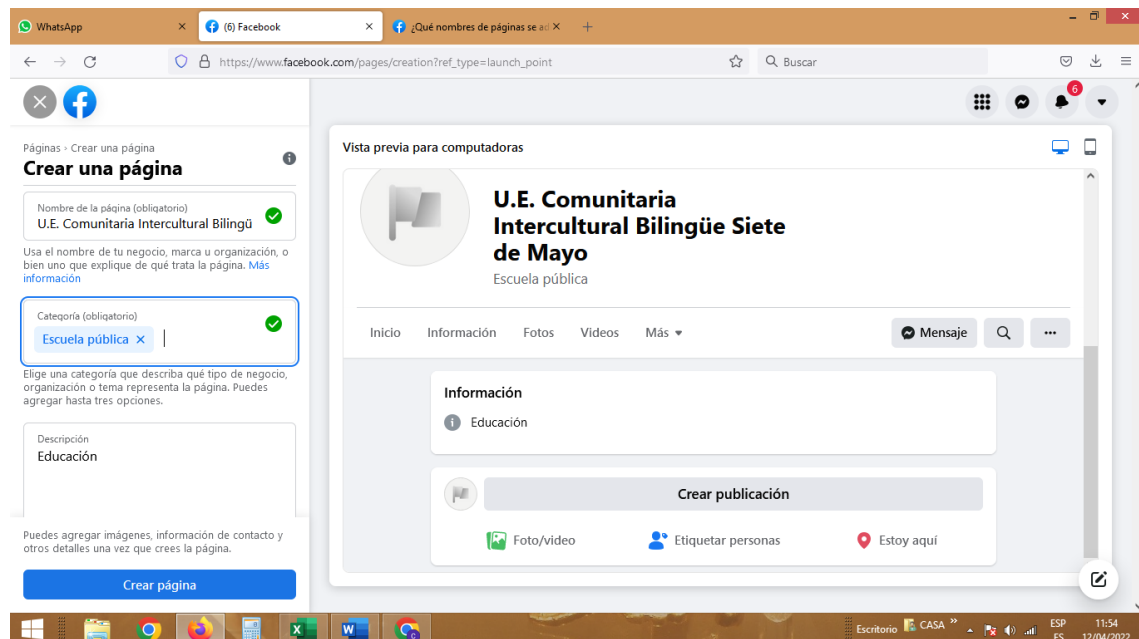 WhatsApp
(6) Facebook
¿Qué nombres de páginas se ad
https://www.facebook.com/pages/creation?ref_type=launch_point
Buscar
6
Páginas › Crear una página
Crear una página
Nombre de la página (obligatorio)
U.E. Comunitaria Intercultural Bilingü
Usa el nombre de tu negocio, marca u organización, o
bien uno que explique de qué trata la página. Más
información
Categoría (obligatorio)
Escuela pública
Elige una categoría que describa qué tipo de negocio,
organización o tema representa la página. Puedes
agregar hasta tres opciones.
Descripción
Educación
Puedes agregar imágenes, información de contacto y
otros detalles una vez que crees la página.
Crear página
Vista previa para computadoras
U.E. Comunitaria
Intercultural Bilingüe Siete
de Mayo
Escuela pública
Inicio Información Fotos Videos Más
Mensaje
Información
Educación
Crear publicación
Foto/video Etiquetar personas Estoy aquí
Escritorio CASA » ESP 11:54
ES 12/04/202